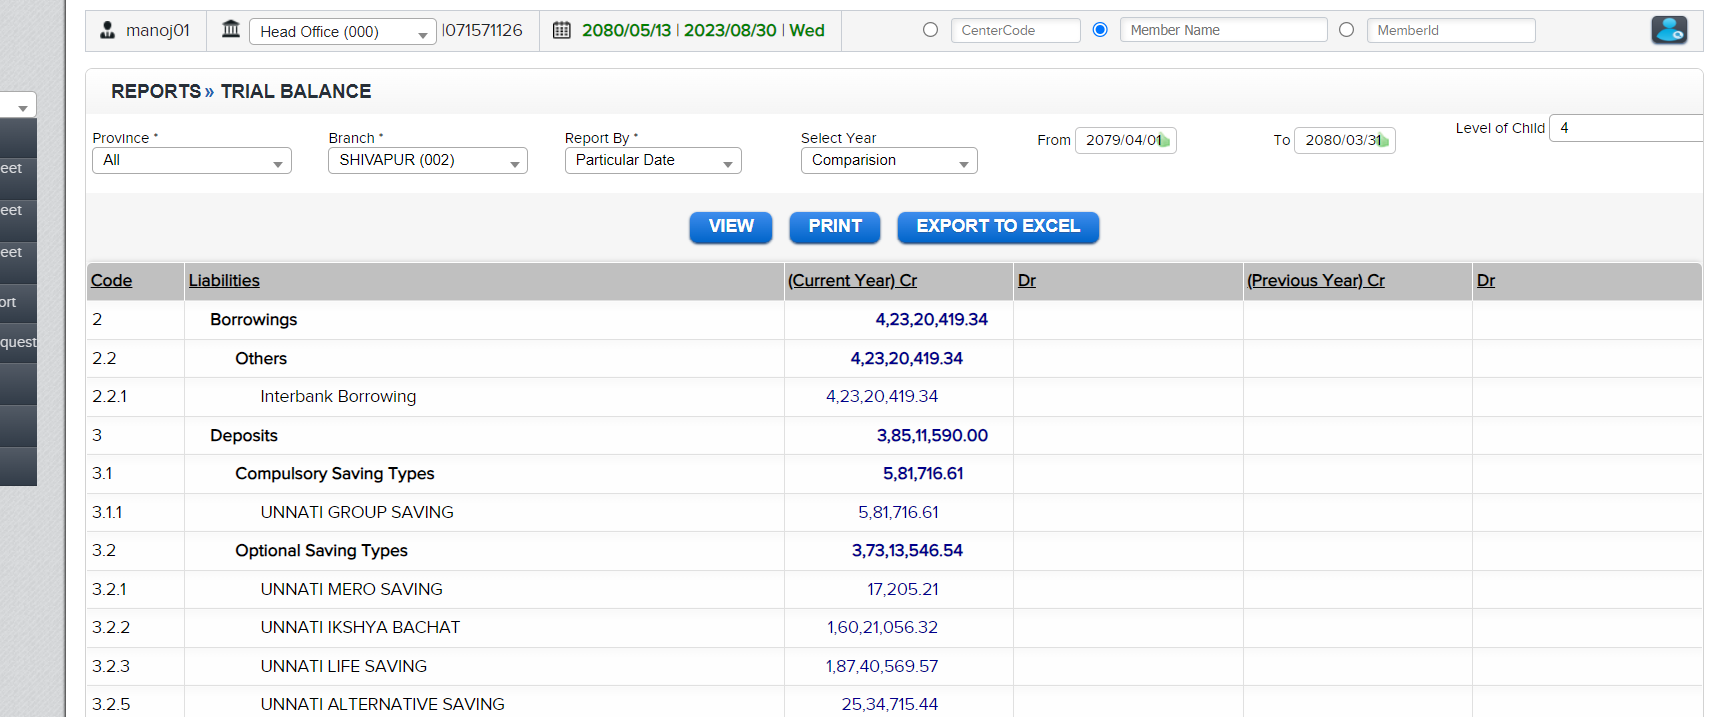 manoj01 Head Office (000) |071571126 2080/05/13 | 2023/08/30 | Wed CenterCode Member Name MemberId
REPORTS» TRIAL BALANCE
Province * Branch * Report By * Select Year From 2079/04/01 To 2080/03/31 Level of Child 4
All SHIVAPUR (002) Particular Date Comparision
VIEW PRINT EXPORT TO EXCEL
Code Liabilities (Current Year) Cr Dr (Previous Year) Cr Dr
2 Borrowings 4,23,20,419.34
2.2 Others 4,23,20,419.34
2.2.1 Interbank Borrowing 4,23,20,419.34
3 Deposits 3,85,11,590.00
3.1 Compulsory Saving Types 5,81,716.61
3.1.1 UNNATI GROUP SAVING 5,81,716.61
3.2 Optional Saving Types 3,73,13,546.54
3.2.1 UNNATI MERO SAVING 17,205.21
3.2.2 UNNATI IKSHYA BACHAT 1,60,21,056.32
3.2.3 UNNATI LIFE SAVING 1,87,40,569.57
3.2.5 UNNATI ALTERNATIVE SAVING 25,34,715.44
eet
eet
eet
ort
quest